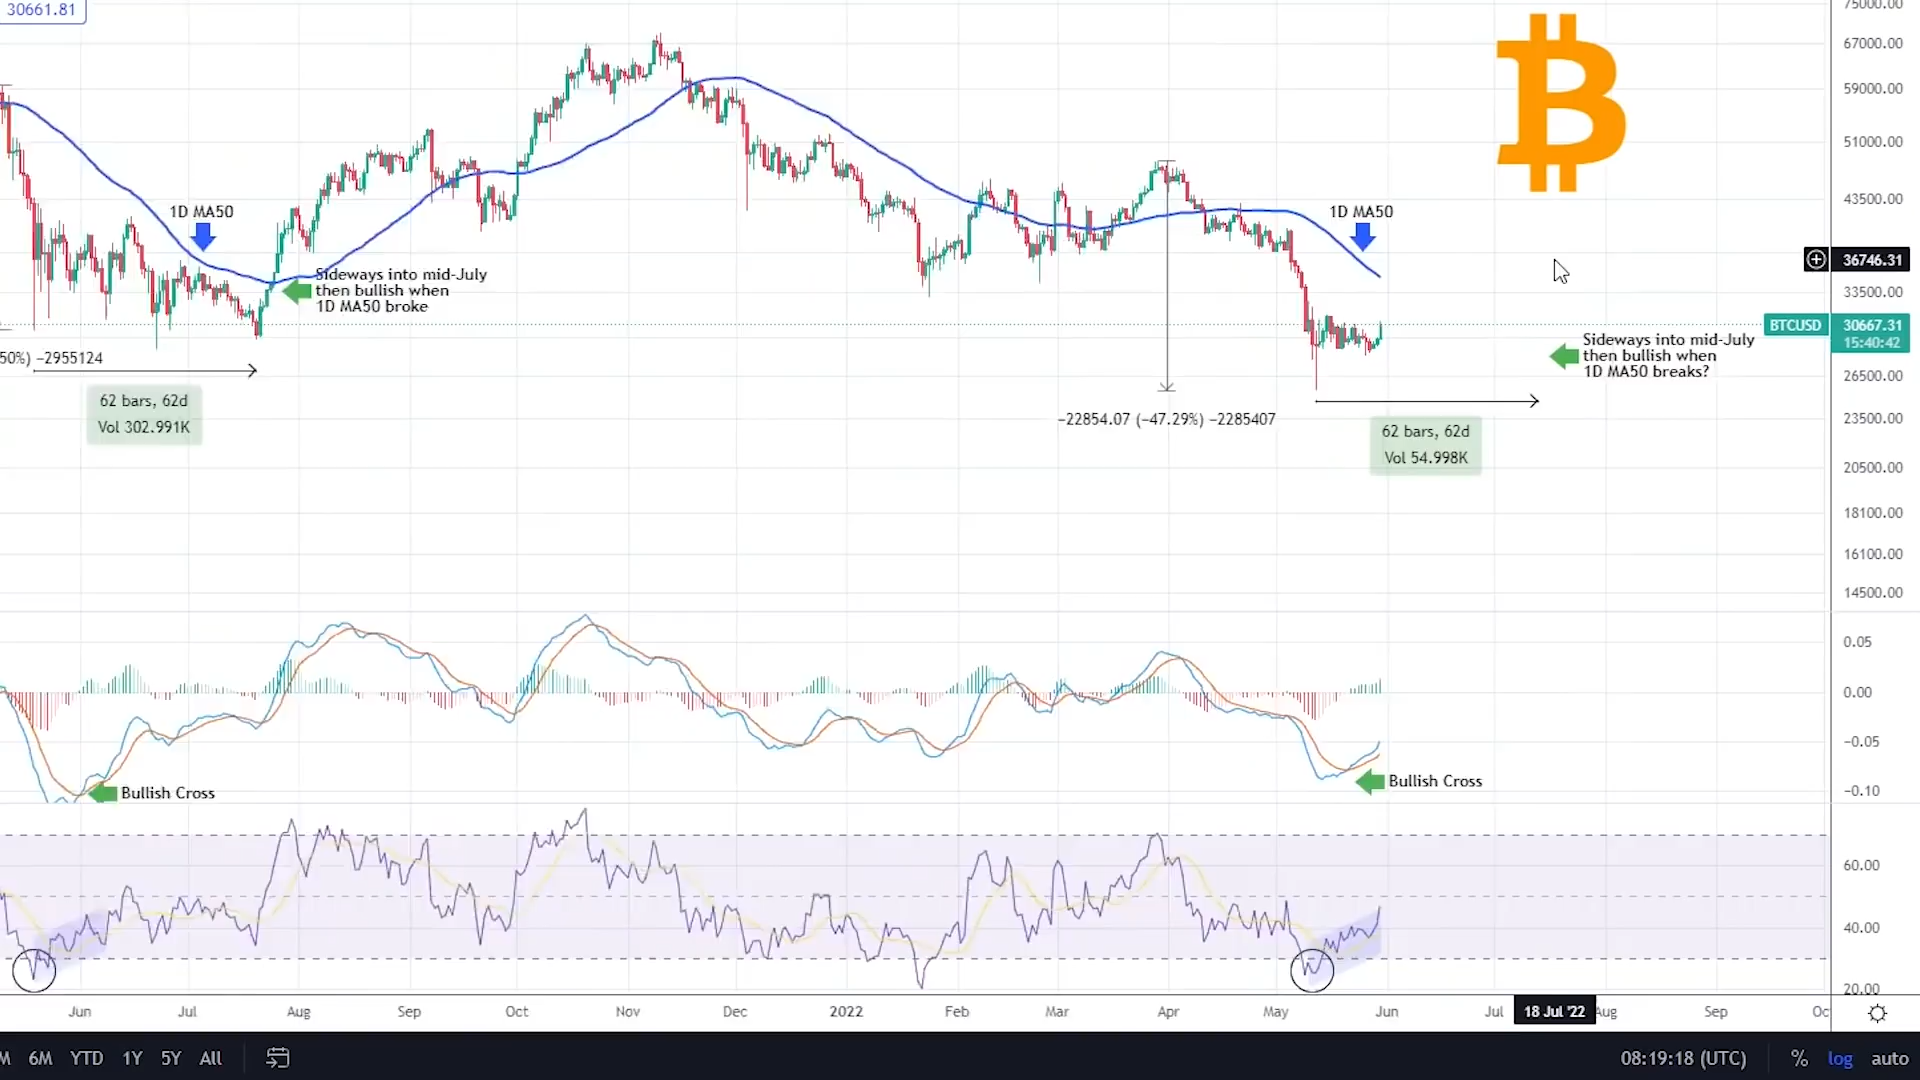 30661.81
75000.00
67000.00
59000.00
51000.00
43500.00
36746.31
33500.00
BTCUSD 30667.31
15:40:42
26500.00
23500.00
20500.00
18100.00
16100.00
14500.00
1D MA50
Sideways into mid-July
then bullish when
1D MA50 broke
50%) −2955124
62 bars, 62d
Vol 302.991K
−22854.07 (−47.29%) −2285407
1D MA50
Sideways into mid-July
then bullish when
1D MA50 breaks?
62 bars, 62d
Vol 54.998K
0.05
0.00
−0.05
−0.10
Bullish Cross
Bullish Cross
60.00
40.00
20.00
Jun Jul Aug Sep Oct Nov Dec 2022 Feb Mar Apr May Jun Jul 18 Jul '22 Aug Sep Oc
M 6M YTD 1Y 5Y All 08:19:18 (UTC) % log auto